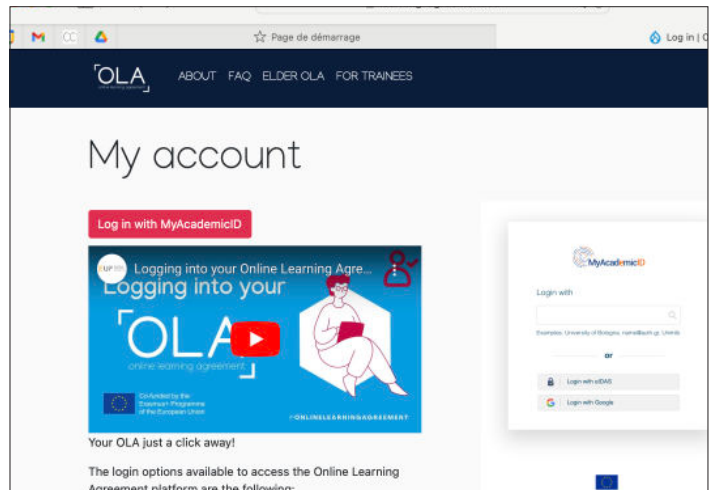 Page de démarrage
Log in | C
OLA
online learning agreement
ABOUT FAQ ELDER OLA FOR TRAINEES
My account
Log in with MyAcademicID
Logging into your Online Learning Agre...
Logging into your
OLA
online learning agreement
Co-funded by the
Erasmus+ Programme
of the European Union
#ONLINELEARNINGAGREEMENT
Your OLA just a click away!
The login options available to access the Online Learning
Agreement platform are the following:
MyAcademicID
Login with
Examples: University of Bologna, name@auth.gr, Unimib
or
Login with eIDAS
Login with Google